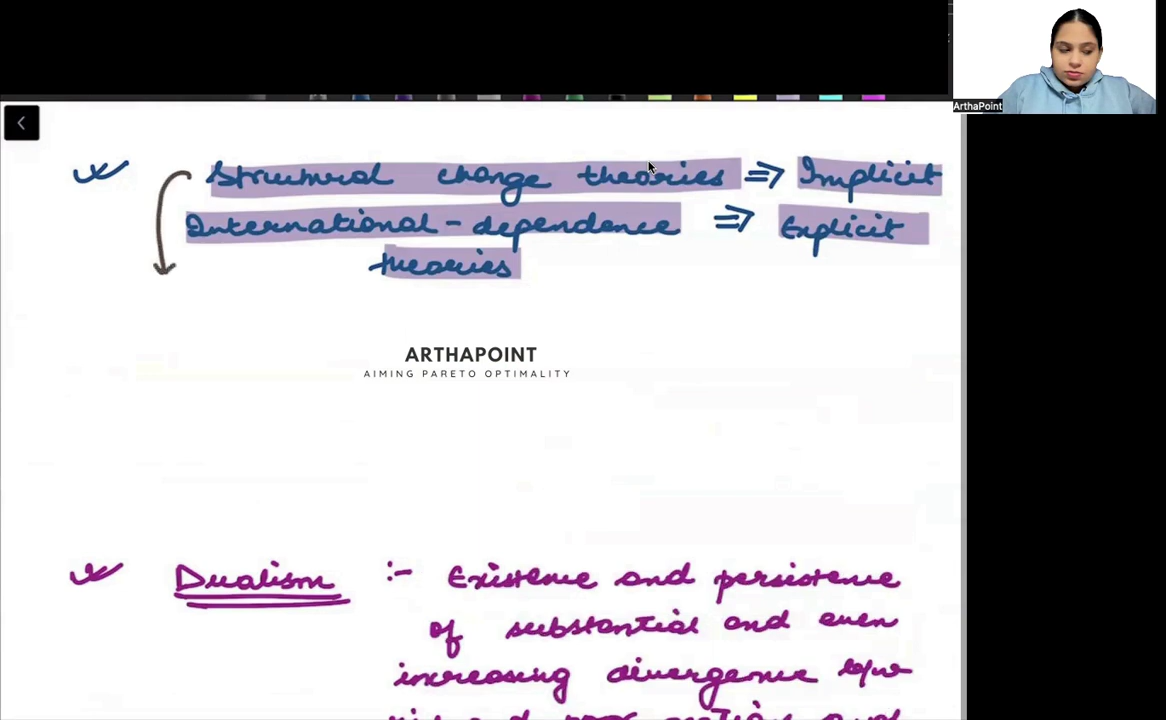 ArthaPoint
Structural change theories ⇒ Implicit
International-dependence ⇒ Explicit
theories
ARTHAPOINT
AIMING PARETO OPTIMALITY
Dualism :- Existence and persistence
of substantial and even
increasing divergence